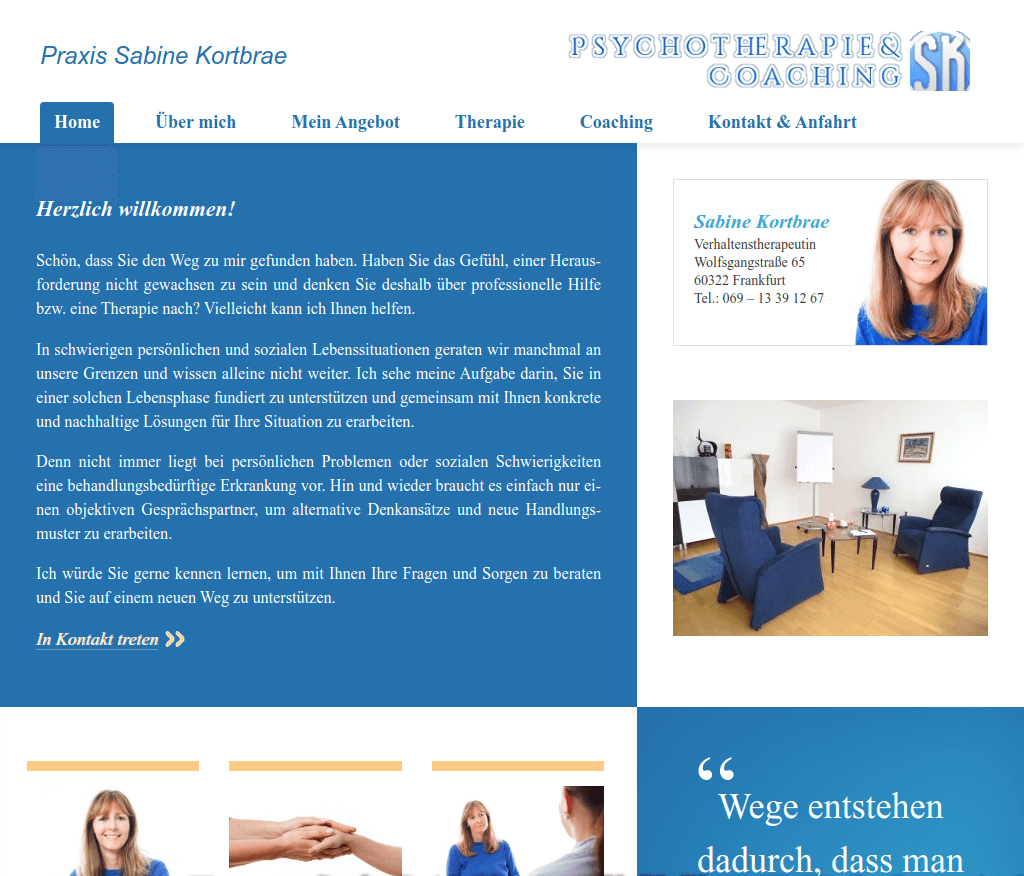 Praxis Sabine Kortbrae
PSYCHOTHERAPIE&
COACHING
SK
Home
Über mich
Mein Angebot
Therapie
Coaching
Kontakt & Anfahrt
Herzlich willkommen!
Schön, dass Sie den Weg zu mir gefunden haben. Haben Sie das Gefühl, einer Heraus-
forderung nicht gewachsen zu sein und denken Sie deshalb über professionelle Hilfe
bzw. eine Therapie nach? Vielleicht kann ich Ihnen helfen.
In schwierigen persönlichen und sozialen Lebenssituationen geraten wir manchmal an
unsere Grenzen und wissen alleine nicht weiter. Ich sehe meine Aufgabe darin, Sie in
einer solchen Lebensphase fundiert zu unterstützen und gemeinsam mit Ihnen konkrete
und nachhaltige Lösungen für Ihre Situation zu erarbeiten.
Denn nicht immer liegt bei persönlichen Problemen oder sozialen Schwierigkeiten
eine behandlungsbedürftige Erkrankung vor. Hin und wieder braucht es einfach nur ei-
nen objektiven Gesprächspartner, um alternative Denkansätze und neue Handlungs-
muster zu erarbeiten.
Ich würde Sie gerne kennen lernen, um mit Ihnen Ihre Fragen und Sorgen zu beraten
und Sie auf einem neuen Weg zu unterstützen.
In Kontakt treten
Sabine Kortbrae
Verhaltenstherapeutin
Wolfsgangstraße 65
60322 Frankfurt
Tel.: 069 – 13 39 12 67
“
Wege entstehen
dadurch, dass man